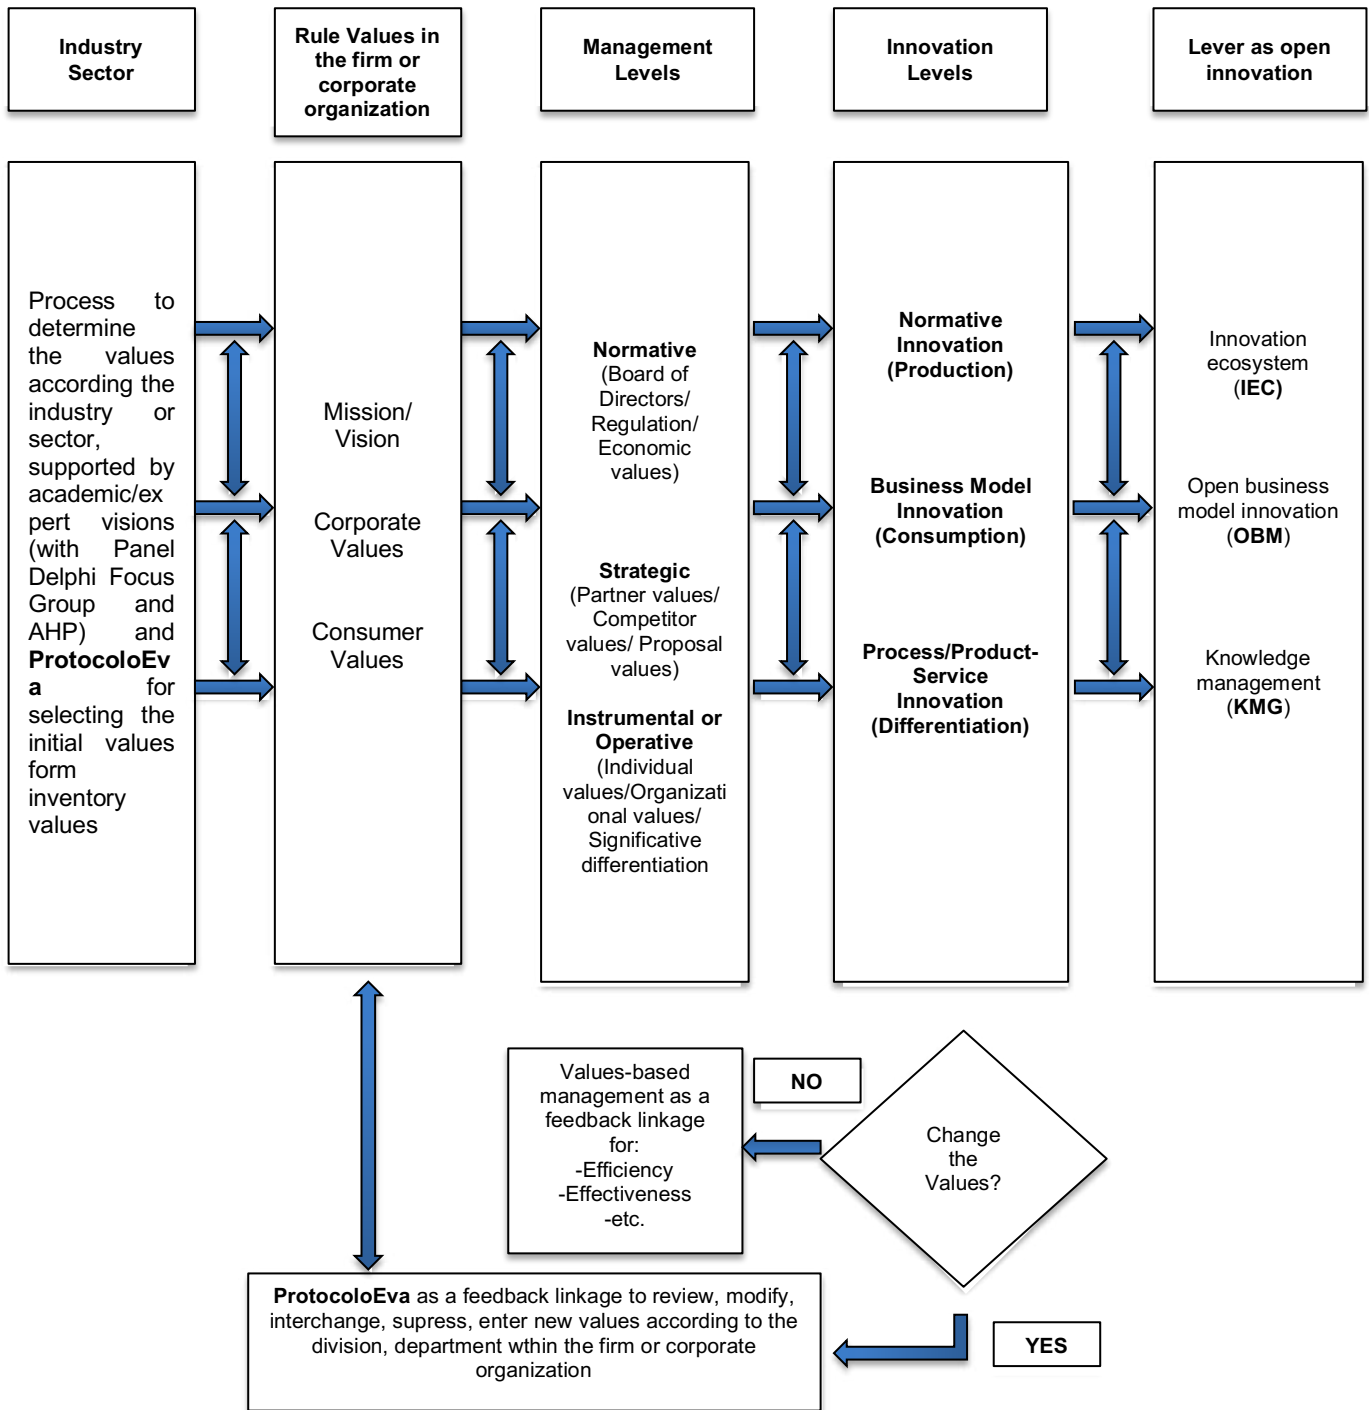 Industry
Sector
Rule Values in
the firm or
corporate
organization
Management
Levels
Innovation
Levels
Lever as open
innovation
Process to
determine
the values
according the
industry or
sector,
supported by
academic/ex
pert visions
(with Panel
Delphi Focus
Group and
AHP) and
ProtocoloEv
a for
selecting the
initial values
form
inventory
values
Mission/
Vision
Corporate
Values
Consumer
Values
Normative
(Board of
Directors/
Regulation/
Economic
values)
Strategic
(Partner values/
Competitor
values/ Proposal
values)
Instrumental or
Operative
(Individual
values/Organizati
onal values/
Significative
differentiation
Normative
Innovation
(Production)
Business Model
Innovation
(Consumption)
Process/Product-
Service
Innovation
(Differentiation)
Innovation
ecosystem
(IEC)
Open business
model innovation
(OBM)
Knowledge
management
(KMG)
Values-based
management as a
feedback linkage
for:
-Efficiency
-Effectiveness
-etc.
NO
Change
the
Values?
ProtocoloEva as a feedback linkage to review, modify,
interchange, supress, enter new values according to the
division, department wthin the firm or corporate
organization
YES